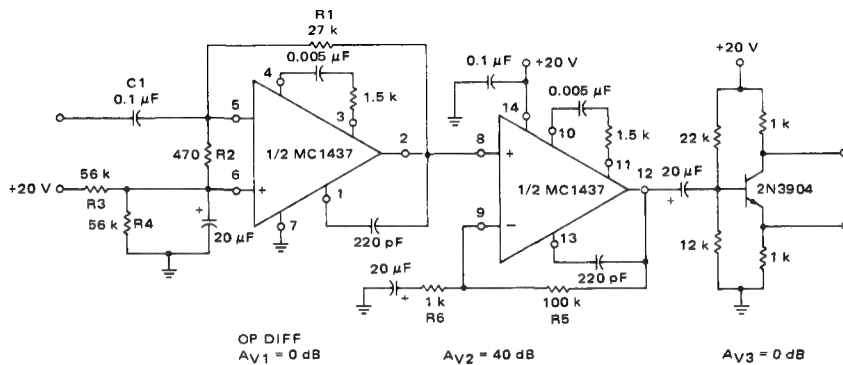 R1
27 k
0.005 μF
4
C1
0.1 μF
5
3
1.5 k
2
470
R2
1/2 MC1437
+20 V
56 k
R3
6
+
1
7
56 k
R4
+
20 μF
220 pF
0.1 μF
+20 V
14
0.005 μF
10
1.5 k
11
8
+
1/2 MC1437
12
9
−
13
220 pF
20 μF
+
1 k
R6
100 k
R5
20 μF
+
+20 V
22 k
1 k
2N3904
12 k
1 k
OP DIFF
AV1 = 0 dB
AV2 = 40 dB
AV3 = 0 dB